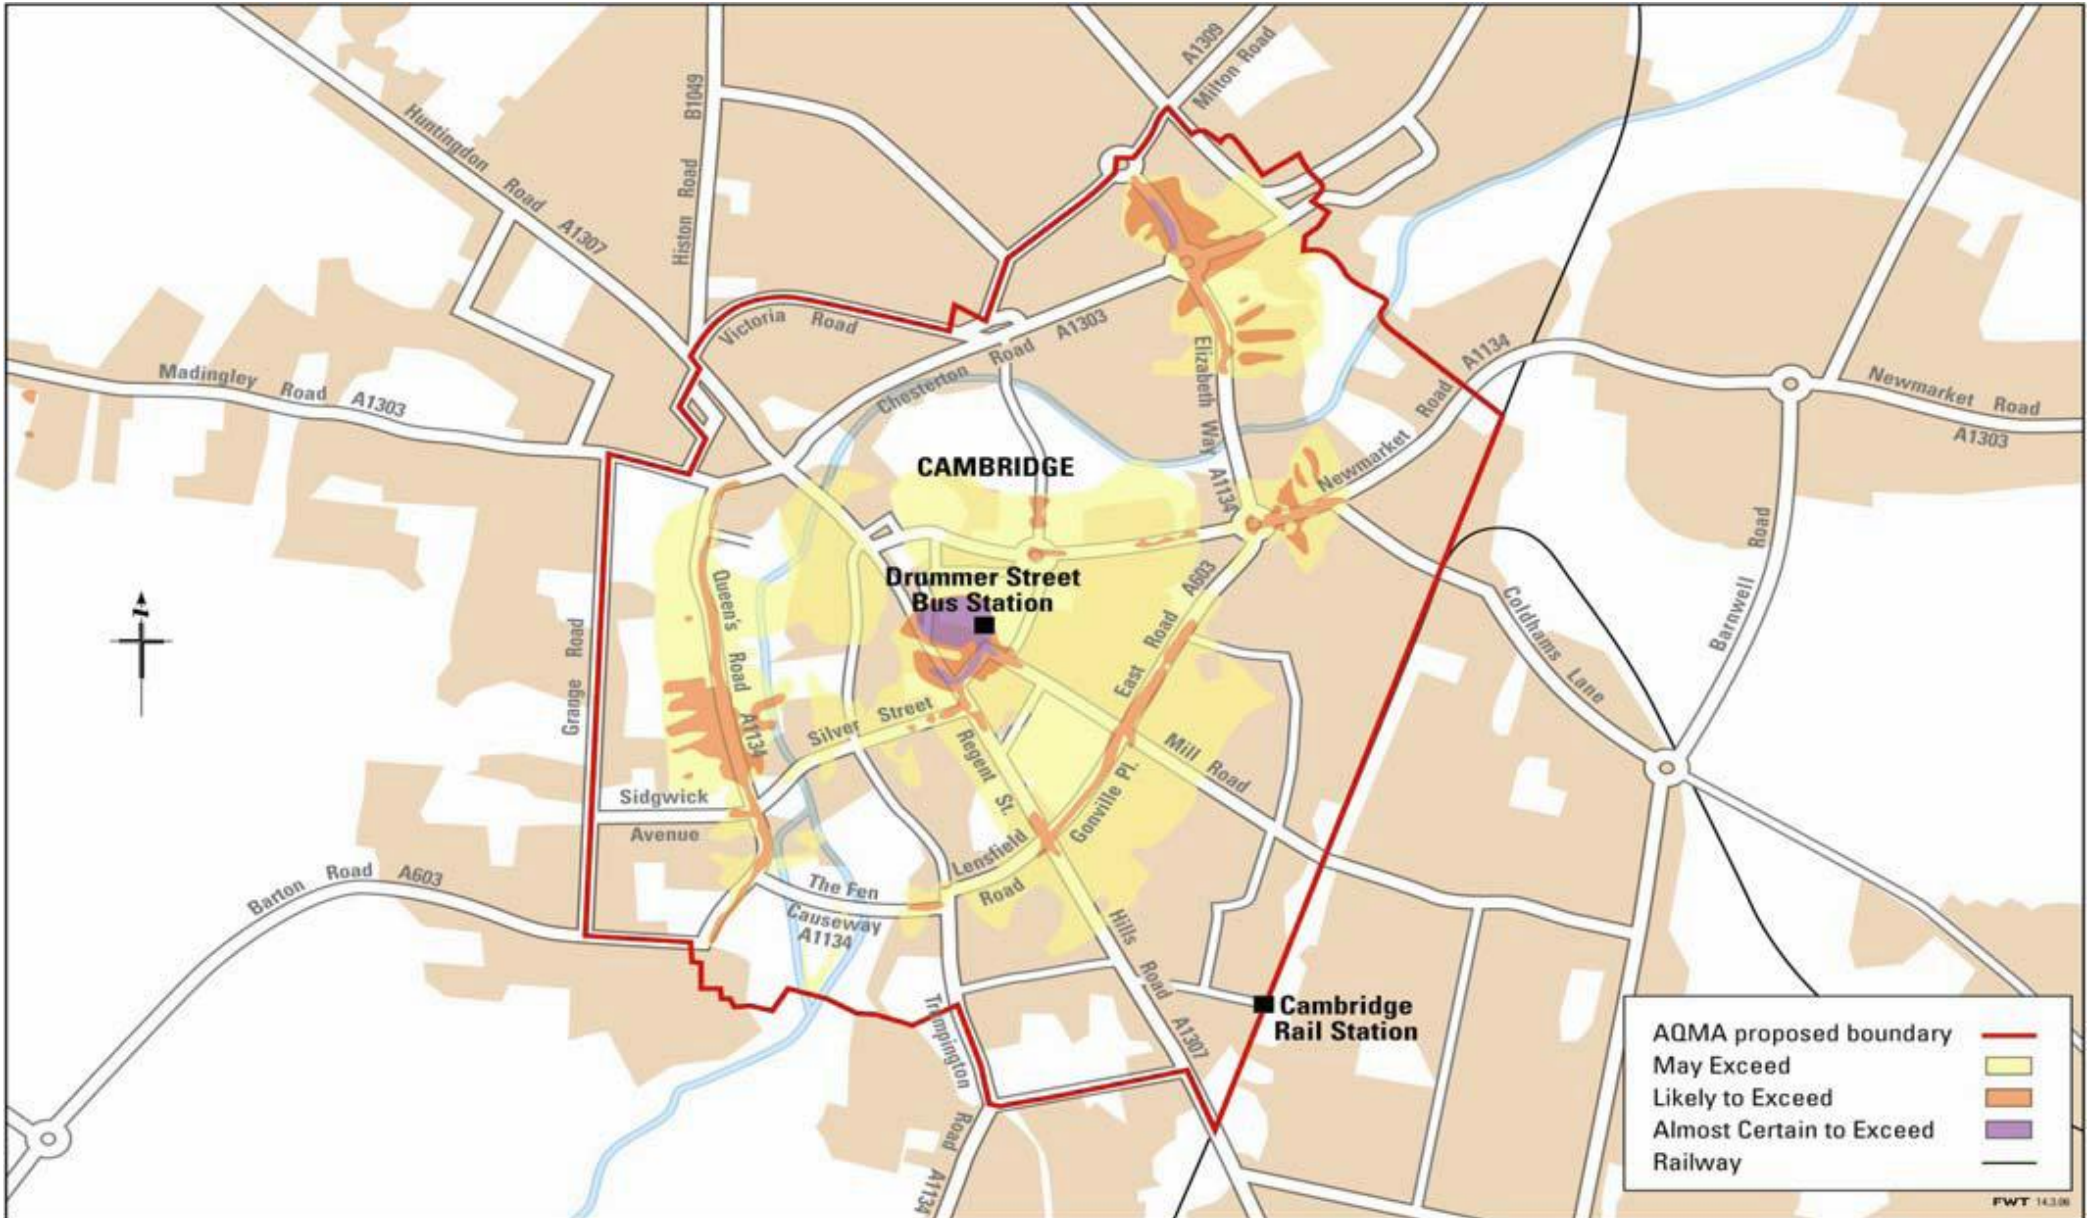 A1309
Milton Road
Histon Road B1049
Huntingdon Road A1307
Victoria Road
Chesterton Road A1303
Elizabeth Way A1134
Madingley Road A1303
Newmarket Road A1134
Newmarket Road
A1303
CAMBRIDGE
Drummer Street
Bus Station
Queen's Road A1134
Grange Road
East Road A603
Coldhams Lane
Barnwell Road
Silver Street
Regent St.
Mill Road
Gonville Pl.
Sidgwick
Avenue
Lensfield
Road
The Fen
Causeway
A1134
Barton Road A603
Hills Road A1307
Trumpington Road A1134
Cambridge
Rail Station
AQMA proposed boundary
May Exceed
Likely to Exceed
Almost Certain to Exceed
Railway
FWT 14.3.06